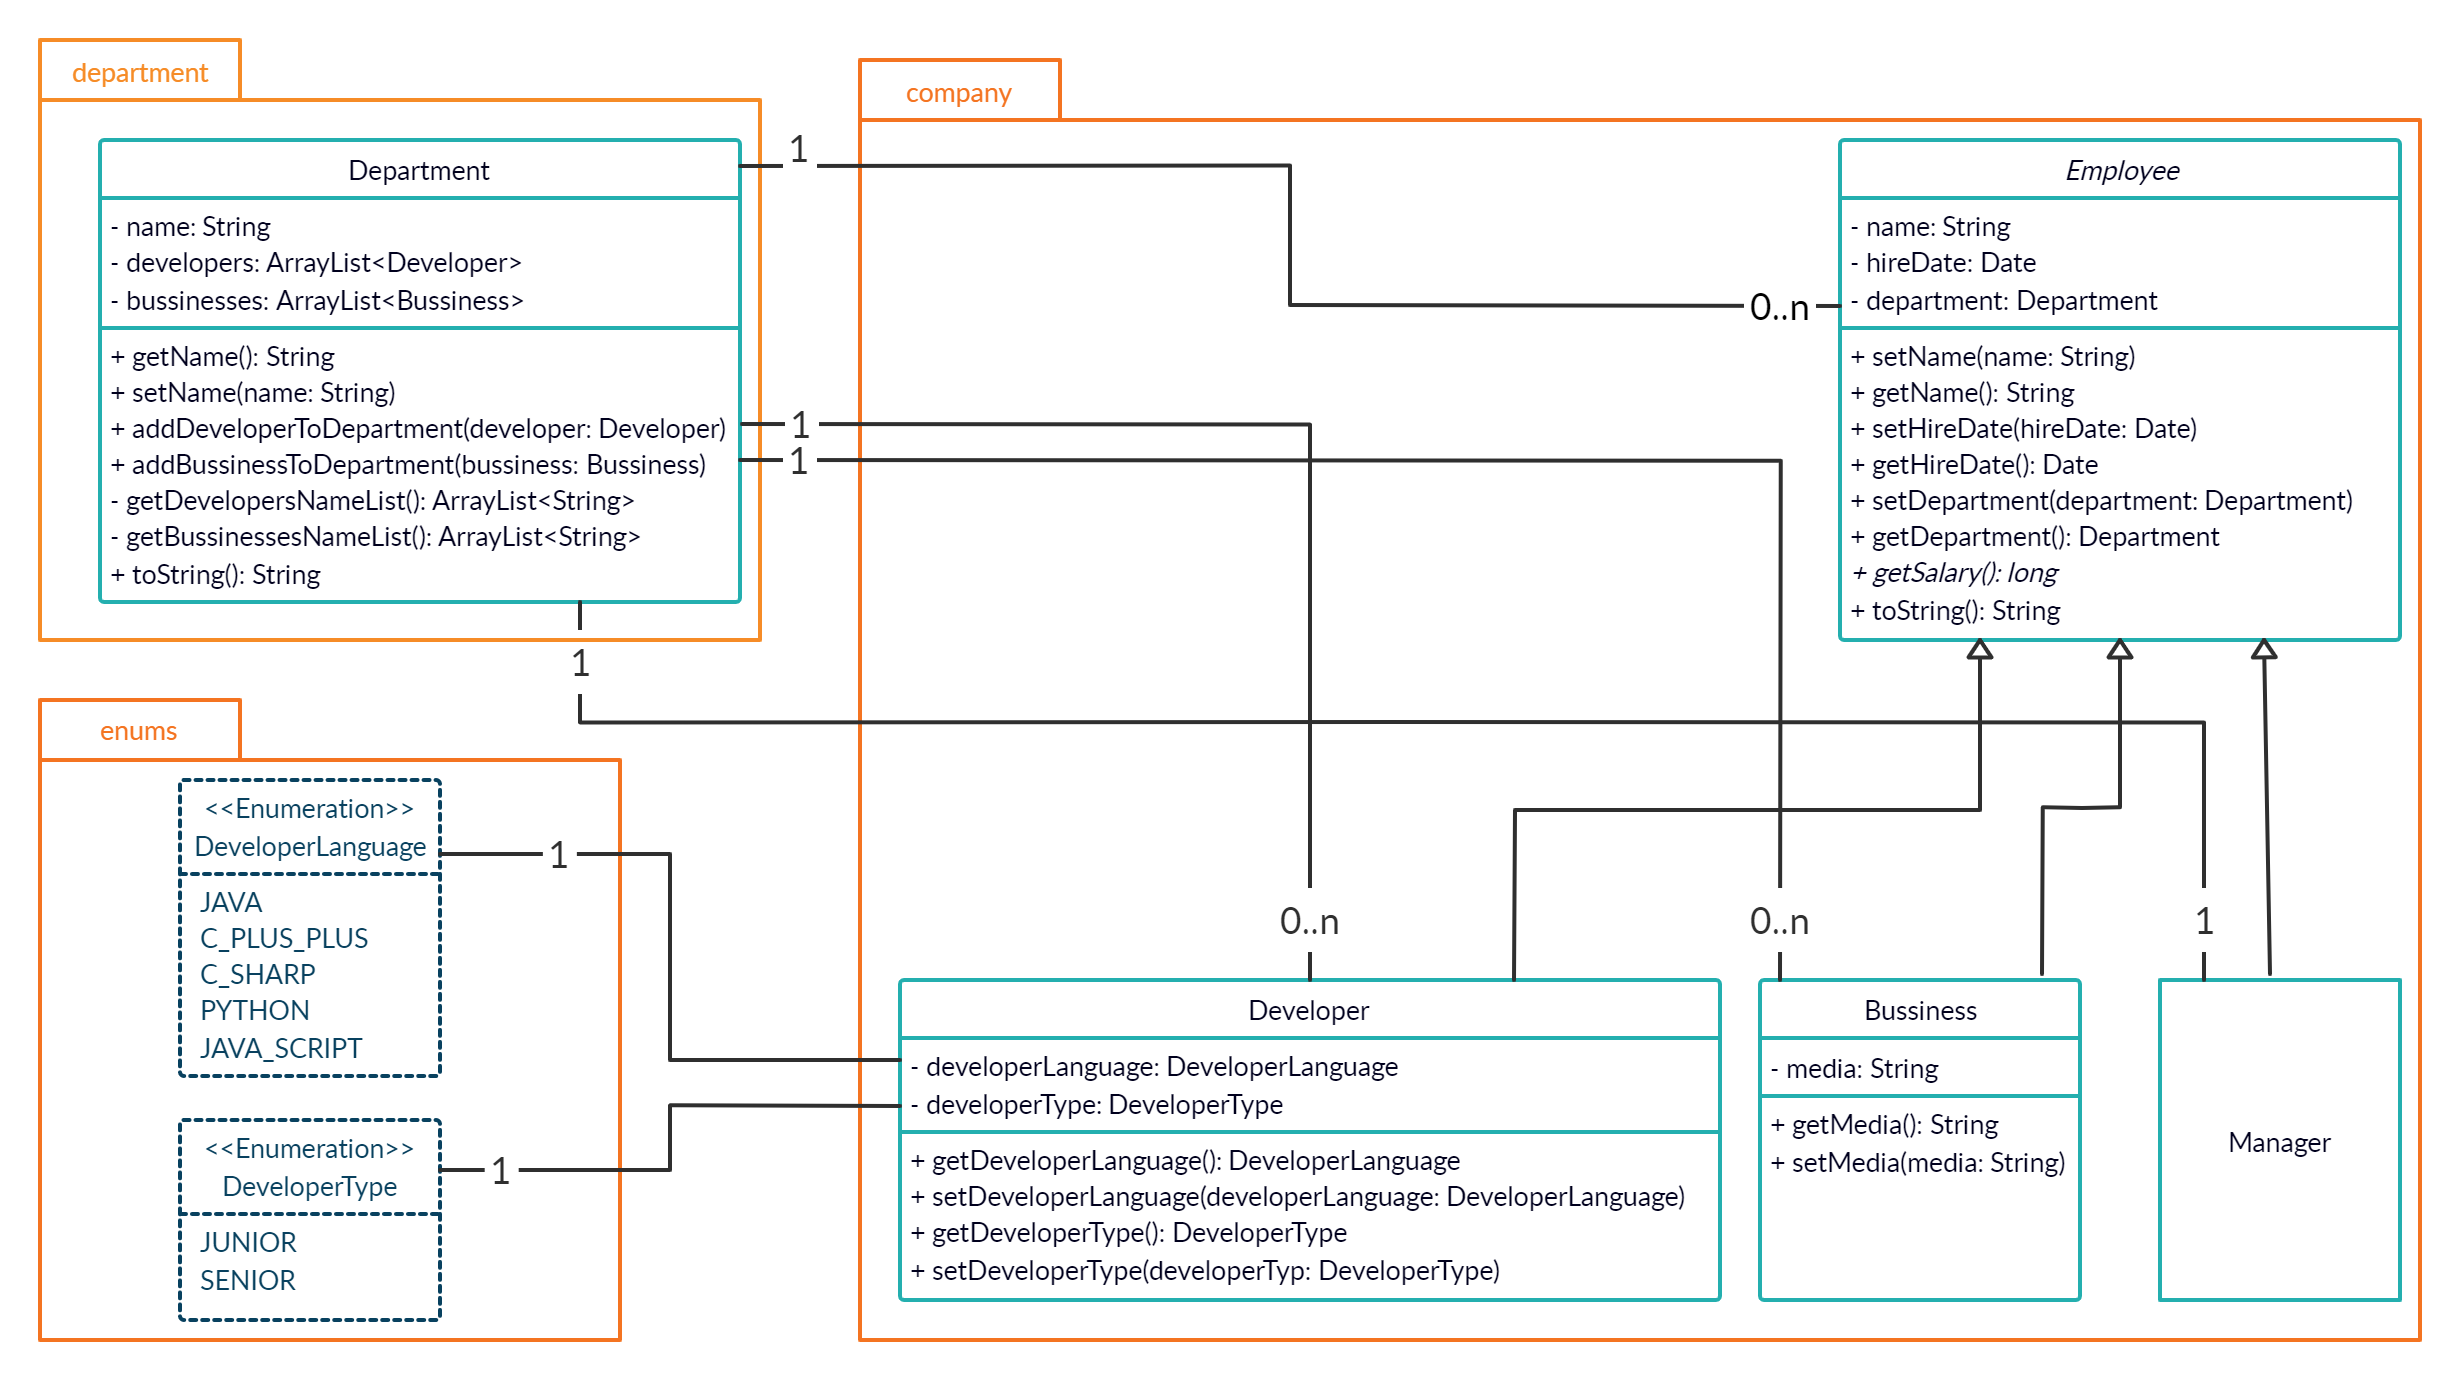 department
Department
- name: String
- developers: ArrayList<Developer>
- bussinesses: ArrayList<Bussiness>
+ getName(): String
+ setName(name: String)
+ addDeveloperToDepartment(developer: Developer)
+ addBussinessToDepartment(bussiness: Bussiness)
- getDevelopersNameList(): ArrayList<String>
- getBussinessesNameList(): ArrayList<String>
+ toString(): String
1
1
1
1
company
Employee
- name: String
- hireDate: Date
- department: Department
+ setName(name: String)
+ getName(): String
+ setHireDate(hireDate: Date)
+ getHireDate(): Date
+ setDepartment(department: Department)
+ getDepartment(): Department
+ getSalary(): long
+ toString(): String
0..n
enums
<<Enumeration>>
DeveloperLanguage
JAVA
C_PLUS_PLUS
C_SHARP
PYTHON
JAVA_SCRIPT
1
<<Enumeration>>
DeveloperType
JUNIOR
SENIOR
1
0..n
0..n
1
Developer
- developerLanguage: DeveloperLanguage
- developerType: DeveloperType
+ getDeveloperLanguage(): DeveloperLanguage
+ setDeveloperLanguage(developerLanguage: DeveloperLanguage)
+ getDeveloperType(): DeveloperType
+ setDeveloperType(developerTyp: DeveloperType)
Bussiness
- media: String
+ getMedia(): String
+ setMedia(media: String)
Manager